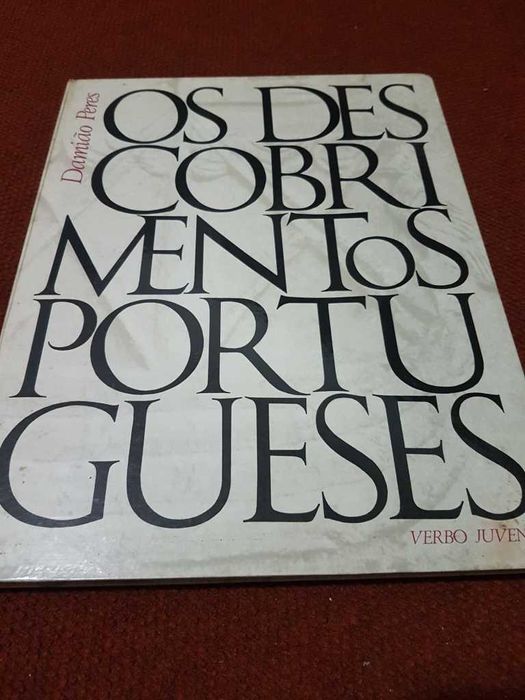 Damião Peres
OS DES
COBRI
MENToS
PORTU
GUESES
VERBO JUVEN